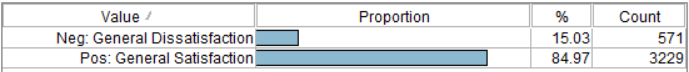 Value / Proportion % Count
Neg: General Dissatisfaction 15.03 571
Pos: General Satisfaction 84.97 3229